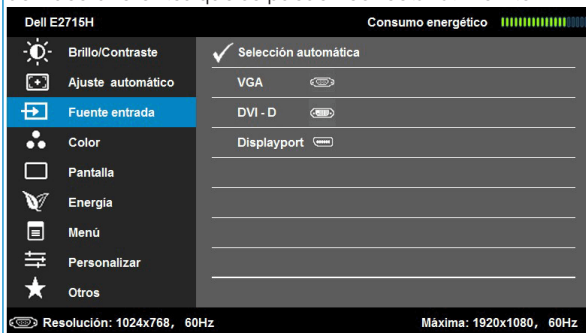 Dell E2715H Consumo energético
Brillo/Contraste Selección automática
Ajuste automático VGA
Fuente entrada DVI - D
Color Displayport
Pantalla
Energía
Menú
Personalizar
Otros
Resolución: 1024x768, 60Hz Máxima: 1920x1080, 60Hz